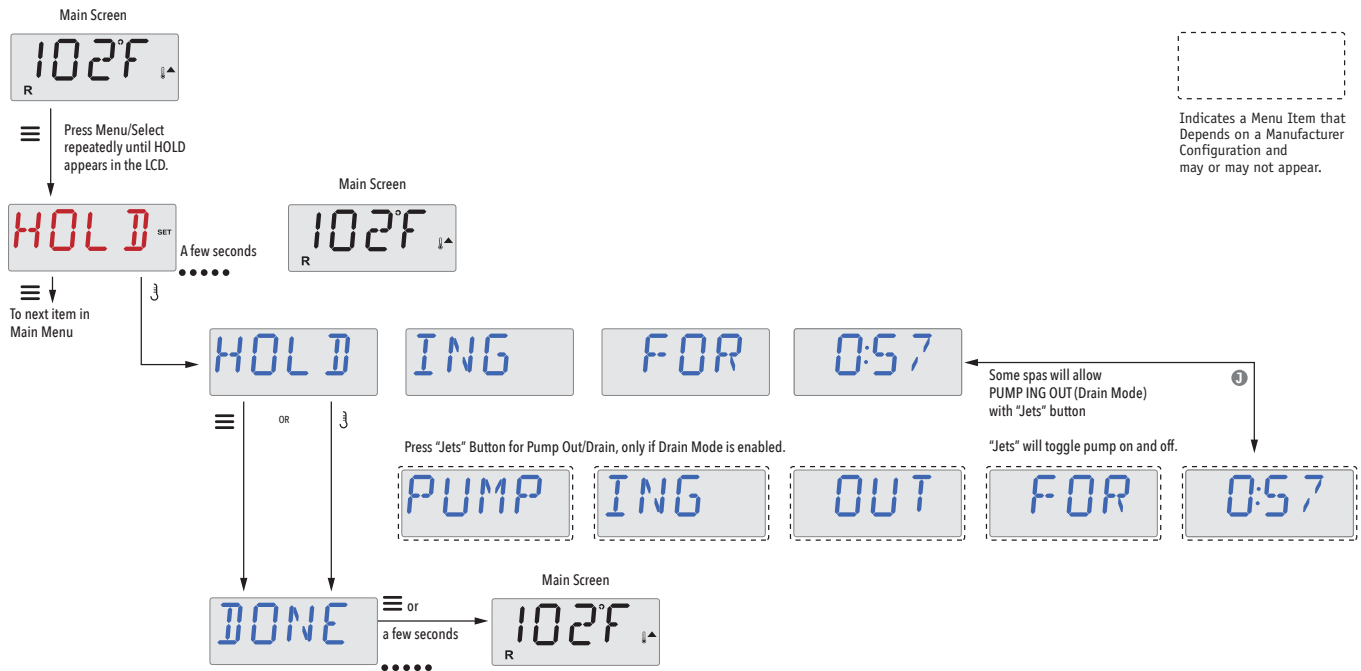 Main Screen
102°F
R
Press Menu/Select
repeatedly until HOLD
appears in the LCD.
Indicates a Menu Item that
Depends on a Manufacturer
Configuration and
may or may not appear.
HOLD SET
A few seconds
Main Screen
102°F
R
To next item in
Main Menu
HOLD ING FOR 0:57
OR
Some spas will allow
PUMP ING OUT (Drain Mode)
with "Jets" button
J
Press "Jets" Button for Pump Out/Drain, only if Drain Mode is enabled.
"Jets" will toggle pump on and off.
PUMP ING OUT FOR 0:57
DONE
or
a few seconds
Main Screen
102°F
R